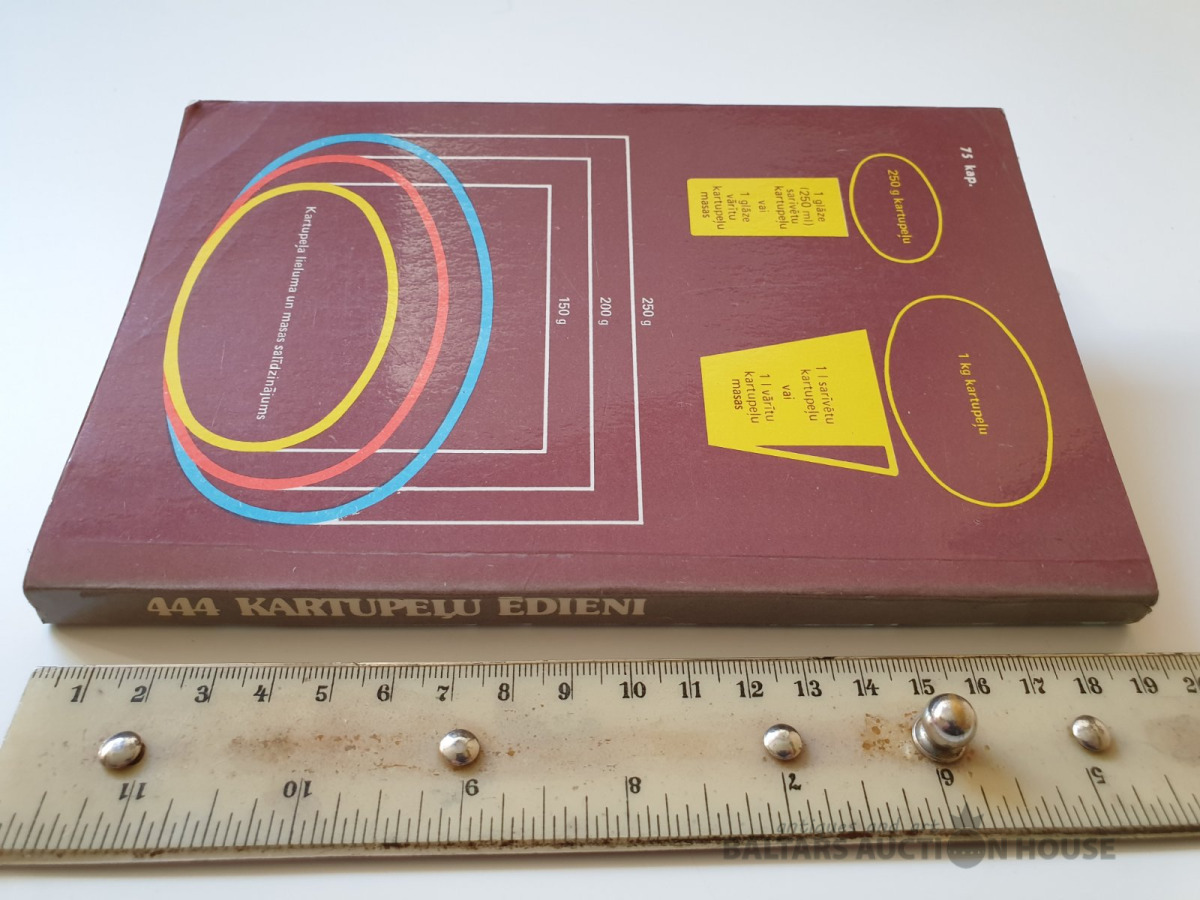 75 kap.
250 g kartupeļu
1 glāze
(250 ml)
sarīvētu
kartupeļu
vai
1 glāze
vārītu
kartupeļu
masas
1 kg kartupeļu
1 l sarīvētu
kartupeļu
vai
1 l vārītu
kartupeļu
masas
250 g
200 g
150 g
Kartupeļa lieluma un masas salīdzinājums
444 KARTUPEĻU ĒDIENI
1 2 3 4 5 6 7 8 9 10 11 12 13 14 15 16 17 18 19 20
11 10 9 8 7 6 5
BALTARS AUCTION HOUSE